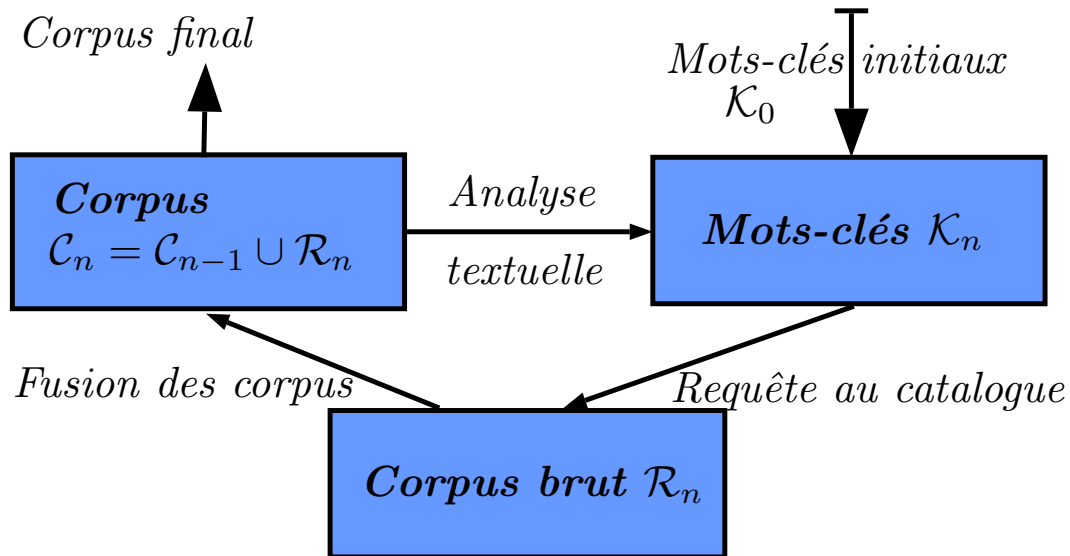 Corpus final
Mots-clés initiaux
𝒦₀
Corpus
𝒞ₙ = 𝒞ₙ₋₁ ∪ ℛₙ
Analyse
textuelle
Mots-clés 𝒦ₙ
Fusion des corpus
Requête au catalogue
Corpus brut ℛₙ